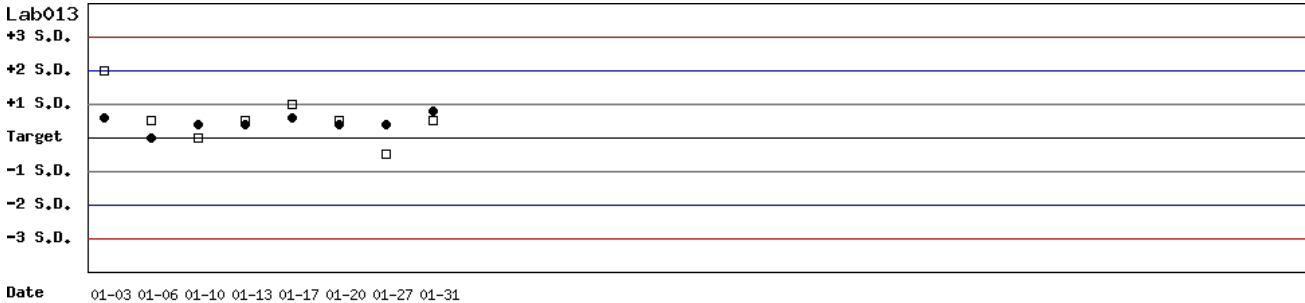 Lab013
+3 S.D.
+2 S.D.
+1 S.D.
Target
-1 S.D.
-2 S.D.
-3 S.D.
Date 01-03 01-06 01-10 01-13 01-17 01-20 01-27 01-31